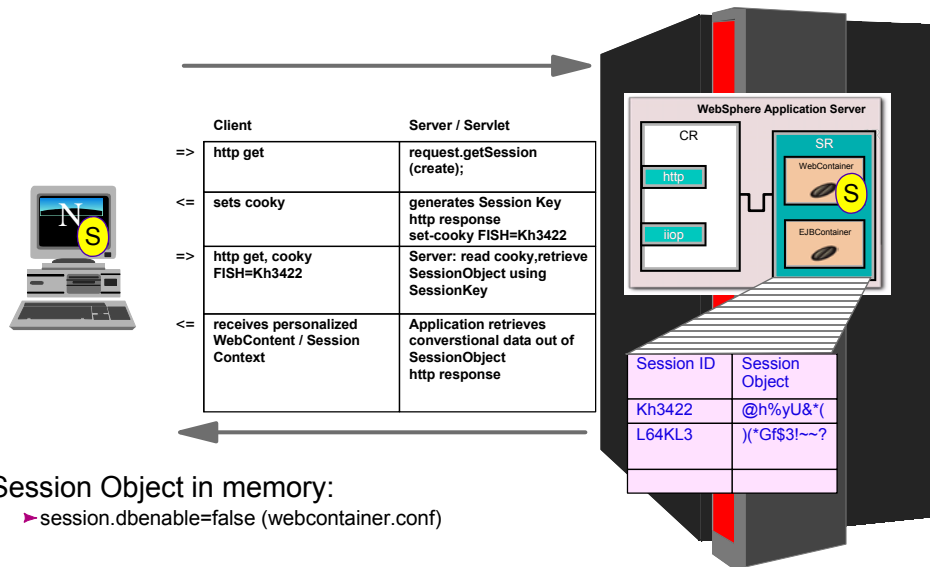 WebSphere Application Server
CR
SR
http
WebContainer
S
iiop
EJBContainer
N
S
Client Server / Servlet
=> http get request.getSession
(create);
<= sets cooky generates Session Key
http response
set-cooky FISH=Kh3422
=> http get, cooky Server: read cooky,retrieve
FISH=Kh3422 SessionObject using
SessionKey
<= receives personalized Application retrieves
WebContent / Session converstional data out of
Context SessionObject
http response
Session ID Session
Object
Kh3422 @h%yU&*(
L64KL3 )(*Gf$3!~~?
Session Object in memory:
➤session.dbenable=false (webcontainer.conf)